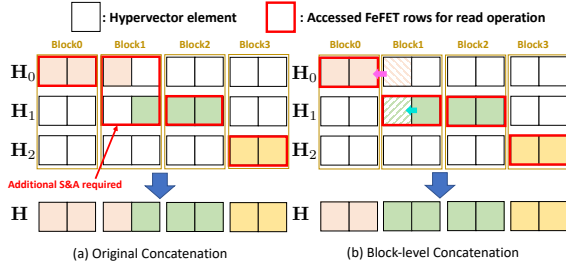 : Hypervector element : Accessed FeFET rows for read operation
Block0 Block1 Block2 Block3 Block0 Block1 Block2 Block3
H0 H0
H1 H1
H2 H2
Additional S&A required
H H
(a) Original Concatenation (b) Block-level Concatenation